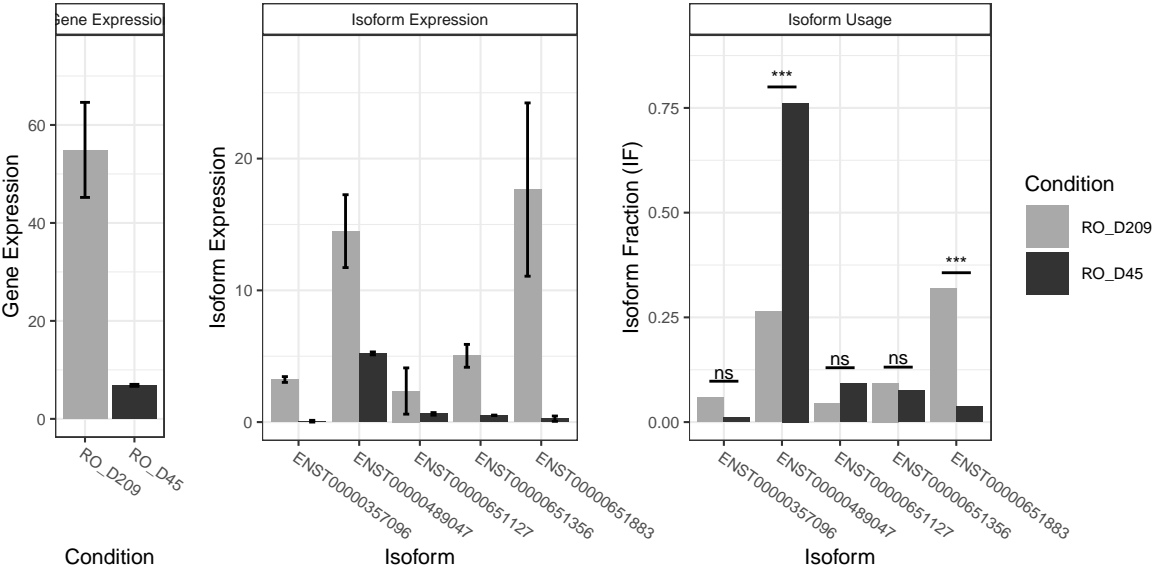 Gene Expression
Gene Expression
60
40
20
0
RO_D209
RO_D45
Condition
Isoform Expression
Isoform Expression
20
10
0
ENST00000357096
ENST00000489047
ENST00000651127
ENST00000651356
ENST00000651883
Isoform
Isoform Usage
Isoform Fraction (IF)
0.75
0.50
0.25
0.00
ns
***
ns
ns
***
ENST00000357096
ENST00000489047
ENST00000651127
ENST00000651356
ENST00000651883
Isoform
Condition
RO_D209
RO_D45